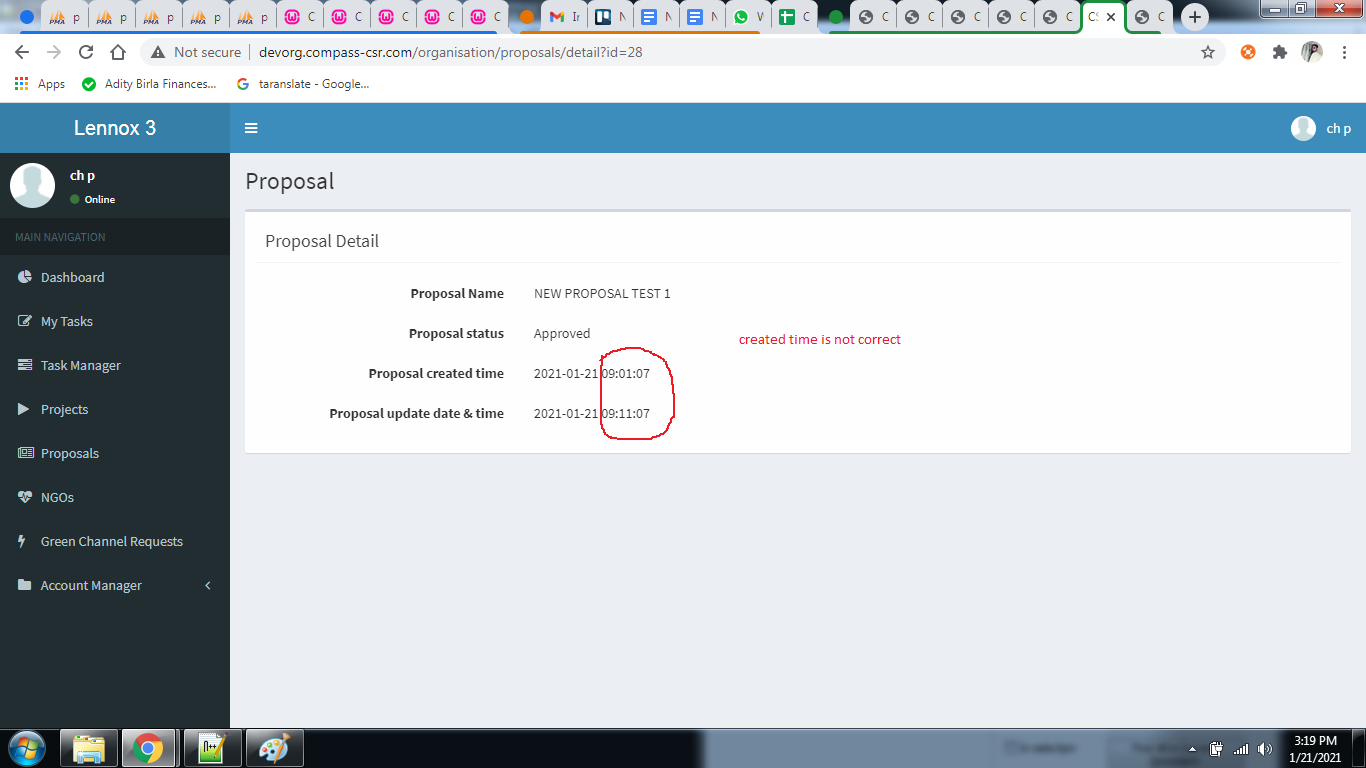 p p p p p C C C C C In N N N W C C C C C C CS C
Not secure devorg.compass-csr.com/organisation/proposals/detail?id=28
Apps Adity Birla Finances... taranslate - Google...
Lennox 3
ch p
ch p
Online
MAIN NAVIGATION
Dashboard
My Tasks
Task Manager
Projects
Proposals
NGOs
Green Channel Requests
Account Manager
Proposal
Proposal Detail
Proposal Name NEW PROPOSAL TEST 1
Proposal status Approved
created time is not correct
Proposal created time 2021-01-21 09:01:07
Proposal update date & time 2021-01-21 09:11:07
3:19 PM
1/21/2021